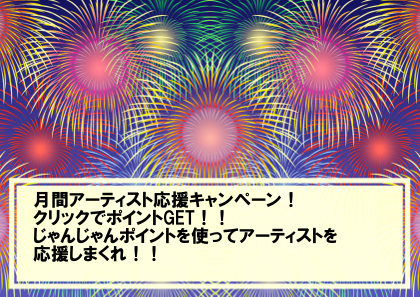 月間アーティスト応援キャンペーン！
クリックでポイントGET！！
じゃんじゃんポイントを使ってアーティストを
応援しまくれ！！